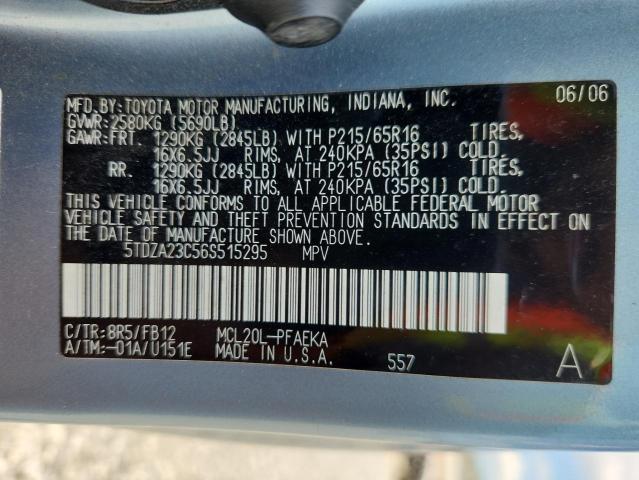 MFD.BY:TOYOTA MOTOR MANUFACTURING, INDIANA, INC. 06/06
GVWR:2580KG (5690LB)
GAWR:FRT. 1290KG (2845LB) WITH P215/65R16 TIRES,
16X6.5JJ RIMS, AT 240KPA (35PSI) COLD.
RR. 1290KG (2845LB) WITH P215/65R16 TIRES,
16X6.5JJ RIMS, AT 240KPA (35PSI) COLD.
THIS VEHICLE CONFORMS TO ALL APPLICABLE FEDERAL MOTOR
VEHICLE SAFETY AND THEFT PREVENTION STANDARDS IN EFFECT ON
THE DATE OF MANUFACTURE SHOWN ABOVE.
5TDZA23C56S515295 MPV
C/TR:8R5/FB12 MCL20L-PFAEKA
A/TM:-01A/U151E MADE IN U.S.A. 557 A